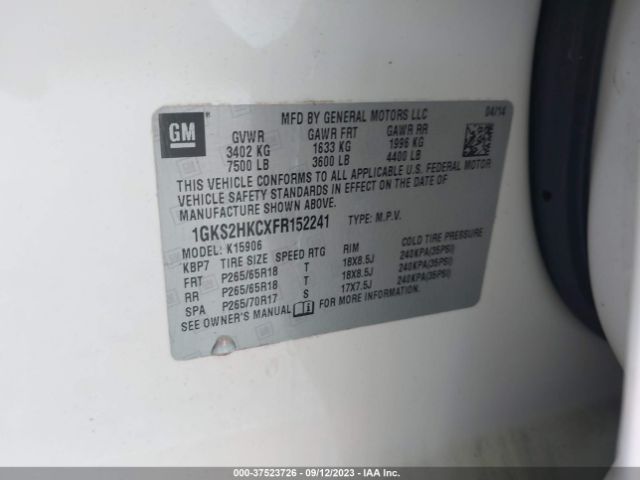 GM
MFD BY GENERAL MOTORS LLC 04/14
GVWR GAWR FRT GAWR RR
3402 KG 1633 KG 1996 KG
7500 LB 3600 LB 4400 LB
THIS VEHICLE CONFORMS TO ALL APPLICABLE U.S. FEDERAL MOTOR
VEHICLE SAFETY STANDARDS IN EFFECT ON THE DATE OF
MANUFACTURE SHOWN ABOVE.
1GKS2HKCXFR152241 TYPE: M.P.V.
MODEL: K15906
KBP7 TIRE SIZE SPEED RTG RIM COLD TIRE PRESSURE
FRT P265/65R18 T 18X8.5J 240KPA(35PSI)
RR P265/65R18 T 18X8.5J 240KPA(35PSI)
SPA P265/70R17 S 17X7.5J 240KPA(35PSI)
SEE OWNER'S MANUAL FOR ADDITIONAL INFORMATION.
000-37523726 - 09/12/2023 - IAAI.COM